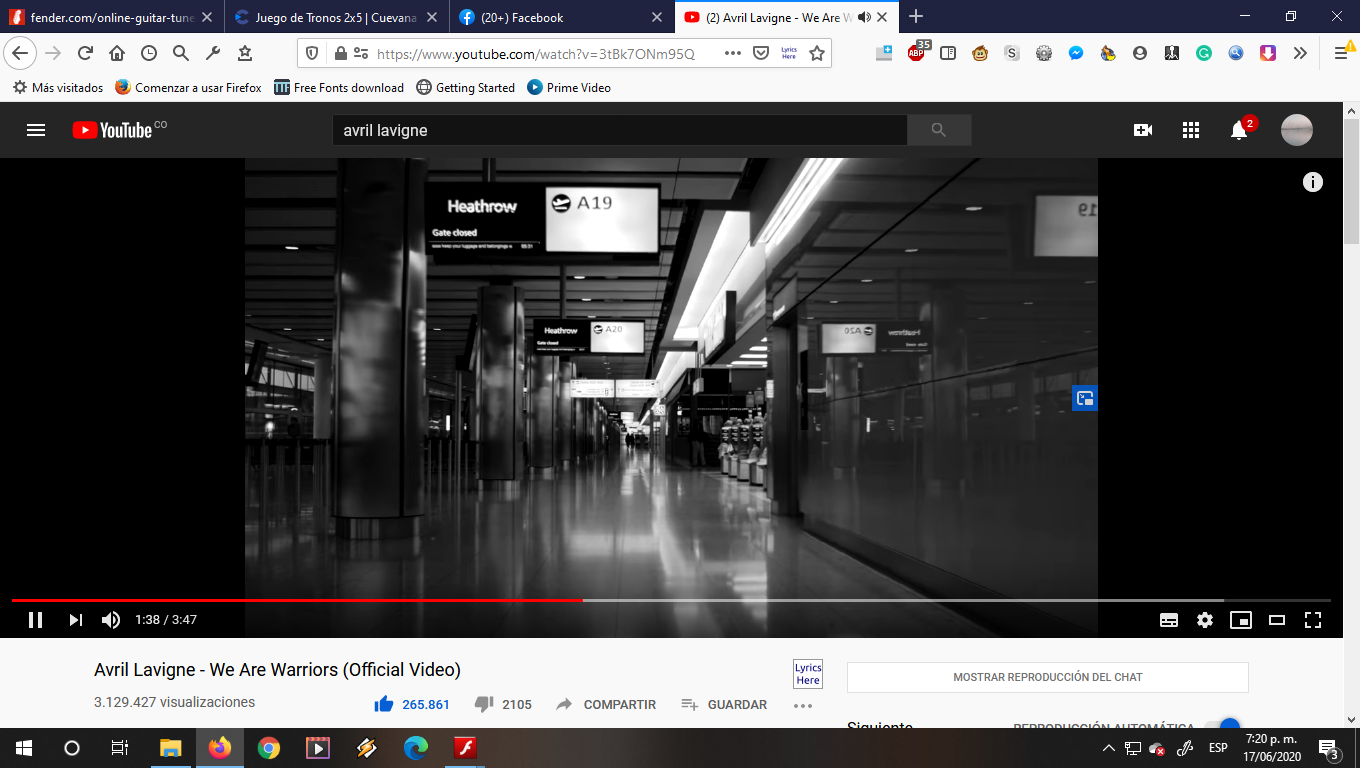 fender.com/online-guitar-tune
Juego de Tronos 2x5 | Cuevana
(20+) Facebook
(2) Avril Lavigne - We Are W
https://www.youtube.com/watch?v=3tBk7ONm95Q
Lyrics Here
ABP
35
S
G
Más visitados
Comenzar a usar Firefox
Free Fonts download
Getting Started
Prime Video
YouTube CO
avril lavigne
2
Heathrow
A19
Gate closed
Heathrow
A20
Gate closed
1:38 / 3:47
Avril Lavigne - We Are Warriors (Official Video)
Lyrics
Here
MOSTRAR REPRODUCCIÓN DEL CHAT
3.129.427 visualizaciones
265.861
2105
COMPARTIR
GUARDAR
Siguiente
REPRODUCCIÓN AUTOMÁTICA
ESP
7:20 p. m.
17/06/2020
3